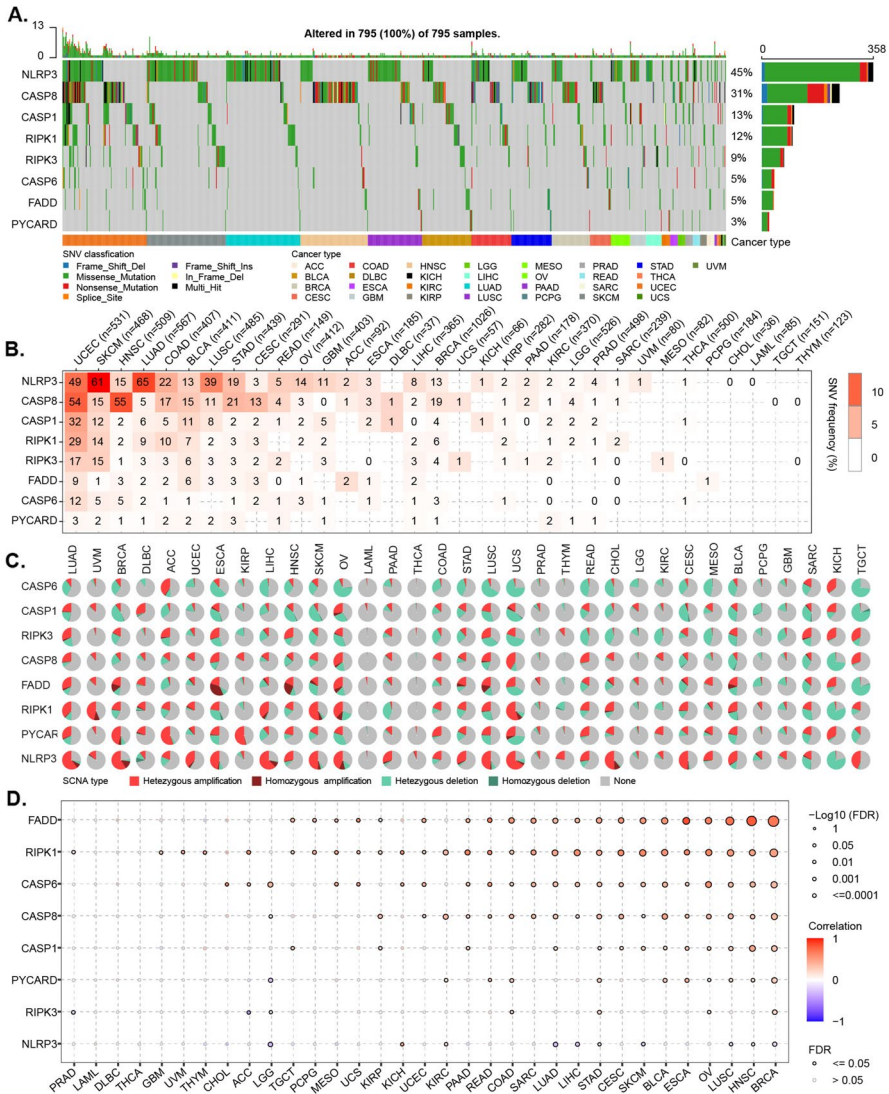 A.
13
0
Altered in 795 (100%) of 795 samples.
0 358
NLRP3 45%
CASP8 31%
CASP1 13%
RIPK1 12%
RIPK3 9%
CASP6 5%
FADD 5%
PYCARD 3%
Cancer type
SNV classfication
Frame_Shift_Del Frame_Shift_Ins
Missense_Mutation In_Frame_Del
Nonsense_Mutation Multi_Hit
Splice_Site
Cancer type
ACC COAD HNSC LGG MESO PRAD STAD UVM
BLCA DLBC KICH LIHC OV READ THCA
BRCA ESCA KIRC LUAD PAAD SARC UCEC
CESC GBM KIRP LUSC PCPG SKCM UCS
B.
UCEC (n=531) SKCM (n=468) HNSC (n=509) LUAD (n=567) COAD (n=407) BLCA (n=411) LUSC (n=485) STAD (n=439) CESC (n=291) READ (n=149) OV (n=412) GBM (n=403) ACC (n=92) ESCA (n=185) DLBC (n=37) LIHC (n=365) BRCA (n=1026) UCS (n=57) KICH (n=66) KIRP (n=282) PAAD (n=178) KIRC (n=370) LGG (n=526) PRAD (n=498) SARC (n=239) UVM (n=80) MESO (n=82) THCA (n=500) PCPG (n=184) CHOL (n=36) LAML (n=85) TGCT (n=151) THYM (n=123)
NLRP3 49 61 15 65 22 13 39 19 3 5 14 11 2 3 8 13 1 2 2 2 2 4 1 1 0 0
CASP8 54 15 55 5 17 15 11 21 13 4 3 0 1 3 2 19 1 1 2 0 2 1 0 0 0
CASP1 32 12 2 6 5 11 8 2 2 1 2 5 2 1 2 4 1 1 2 2 1 1
RIPK1 29 14 2 9 10 7 2 3 2 2 4 2 6 2 1 2 1 2
RIPK3 17 15 1 3 3 6 3 3 2 2 3 0 3 4 1 2 1 0 0 1 0 1 0 0
FADD 9 1 3 2 2 6 3 3 0 1 2 1 2 0 0 0 1
CASP6 12 5 5 2 1 1 1 2 1 3 0 1 1 1 3 1 0 0 0 1
PYCARD 3 2 1 1 2 2 3 1 2 1 1 2 1 1
SNV frequency (%)
10
5
0
C.
LUAD UVM BRCA DLBC ACC UCEC ESCA KIRP LIHC HNSC SKCM OV LAML PAAD THCA COAD STAD LUSC UCS PRAD THYM READ CHOL LGG KIRC CESC MESO BLCA PCPG GBM SARC KICH TGCT
CASP6
CASP1
RIPK3
CASP8
FADD
RIPK1
PYCAR
NLRP3
SCNA type Hetezygous amplification Homozygous amplification Hetezygous deletion Homozygous deletion None
D.
FADD
RIPK1
CASP6
CASP8
CASP1
PYCARD
RIPK3
NLRP3
PRAD LAML DLBC THCA GBM UVM THYM CHOL ACC LGG TGCT PCPG MESO UCS KIRP KICH UCEC KIRC PAAD READ COAD SARC LUAD LIHC STAD CESC SKCM BLCA ESCA OV LUSC HNSC BRCA
−Log10 (FDR)
1
0.05
0.01
0.001
<=0.0001
Correlation
1
0
−1
FDR
<= 0.05
> 0.05